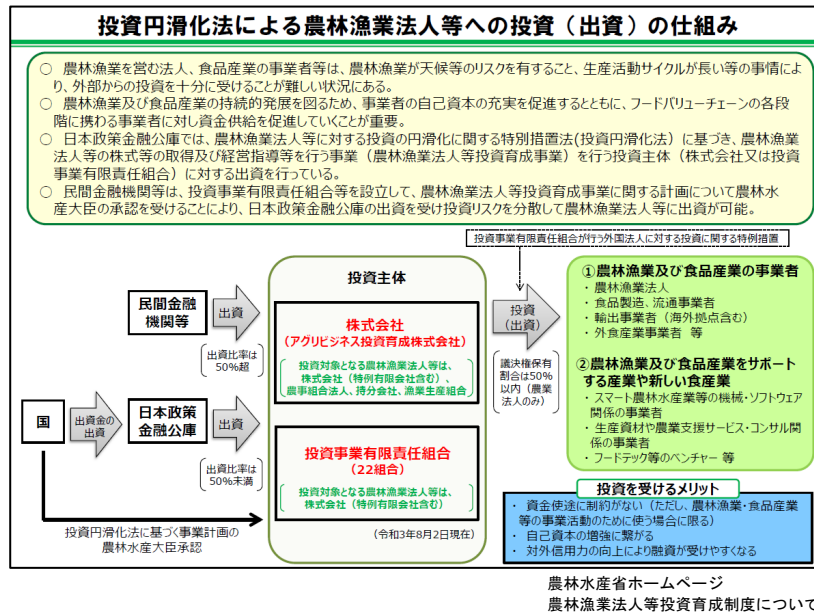 投資円滑化法による農林漁業法人等への投資（出資）の仕組み
○ 農林漁業を営む法人、食品産業の事業者等は、農林漁業が天候等のリスクを有すること、生産活動サイクルが長い等の事情によ
り、外部からの投資を十分に受けることが難しい状況にある。
○ 農林漁業及び食品産業の持続的発展を図るため、事業者の自己資本の充実を促進するとともに、フードバリューチェーンの各段
階に携わる事業者に対し資金供給を促進していくことが重要。
○ 日本政策金融公庫では、農林漁業法人等に対する投資の円滑化に関する特別措置法(投資円滑化法）に基づき、農林漁業
法人等の株式等の取得及び経営指導等を行う事業（農林漁業法人等投資育成事業）を行う投資主体（株式会社又は投資
事業有限責任組合）に対する出資を行っている。
○ 民間金融機関等は、投資事業有限責任組合等を設立して、農林漁業法人等投資育成事業に関する計画について農林水
産大臣の承認を受けることにより、日本政策金融公庫の出資を受け投資リスクを分散して農林漁業法人等に出資が可能。
投資事業有限責任組合が行う外国法人に対する投資に関する特例措置
投資主体
民間金融
機関等
出資
出資比率は
50％超
株式会社
（アグリビジネス投資育成株式会社）
投資対象となる農林漁業法人等は、
株式会社（特例有限会社含む）、
農事組合法人、持分会社、漁業生産組合
国
出資金の
出資
日本政策
金融公庫
出資
出資比率は
50％未満
投資事業有限責任組合
（22組合）
投資対象となる農林漁業法人等は、
株式会社（特例有限会社含む）
投資円滑化法に基づく事業計画の
農林水産大臣承認
（令和3年8月2日現在）
投資
（出資）
議決権保有
割合は50％
以内（農業
法人のみ）
①農林漁業及び食品産業の事業者
・ 農林漁業法人
・ 食品製造、流通事業者
・ 輸出事業者（海外拠点含む）
・ 外食産業事業者 等
②農林漁業及び食品産業をサポート
する産業や新しい食産業
・ スマート農林水産業等の機械・ソフトウェア
関係の事業者
・ 生産資材や農業支援サービス・コンサル関
係の事業者
・ フードテック等のベンチャー 等
投資を受けるメリット
・ 資金使途に制約がない（ただし、農林漁業・食品産業
等の事業活動のために使う場合に限る）
・ 自己資本の増強に繋がる
・ 対外信用力の向上により融資が受けやすくなる
農林水産省ホームページ
農林漁業法人等投資育成制度について